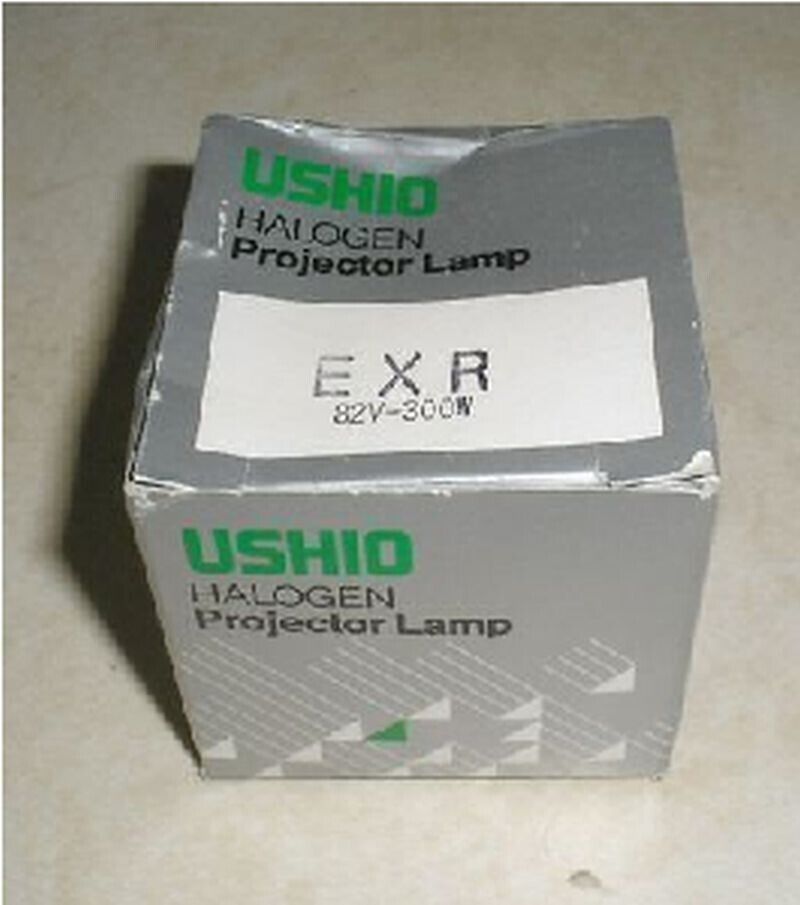 USHIO
HALOGEN
Projector Lamp
EXR
82V-300W
USHIO
HALOGEN
Projector Lamp